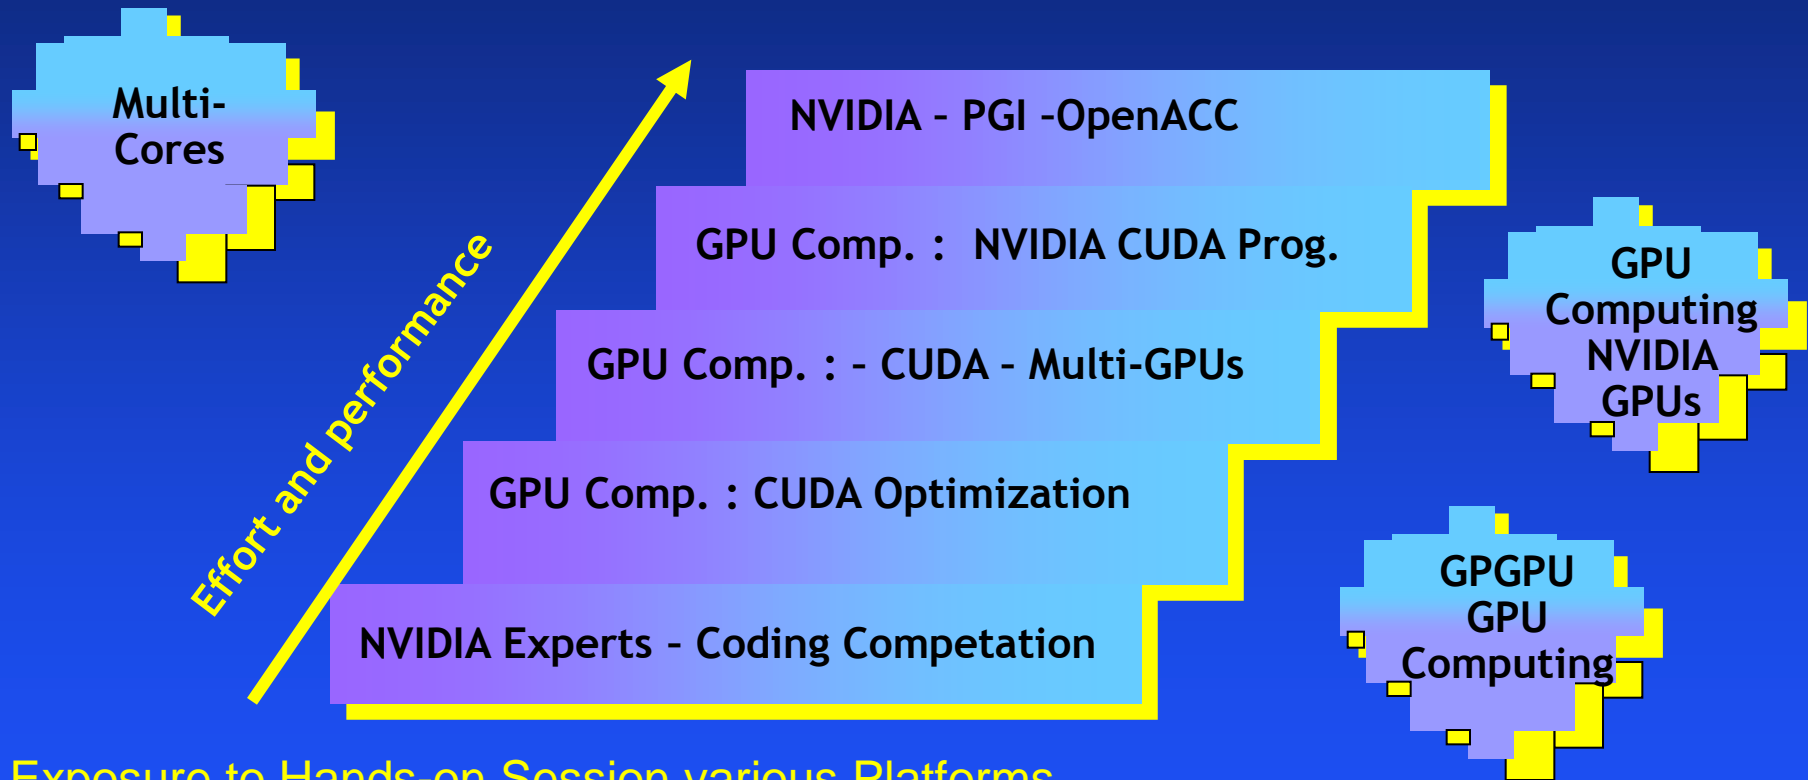 Multi-
Cores
NVIDIA – PGI –OpenACC
GPU Comp. : NVIDIA CUDA Prog.
GPU Comp. : – CUDA – Multi-GPUs
GPU Comp. : CUDA Optimization
NVIDIA Experts – Coding Competation
Effort and performance
GPU
Computing
NVIDIA
GPUs
GPGPU
GPU
Computing
Exposure to Hands-on Session various Platforms